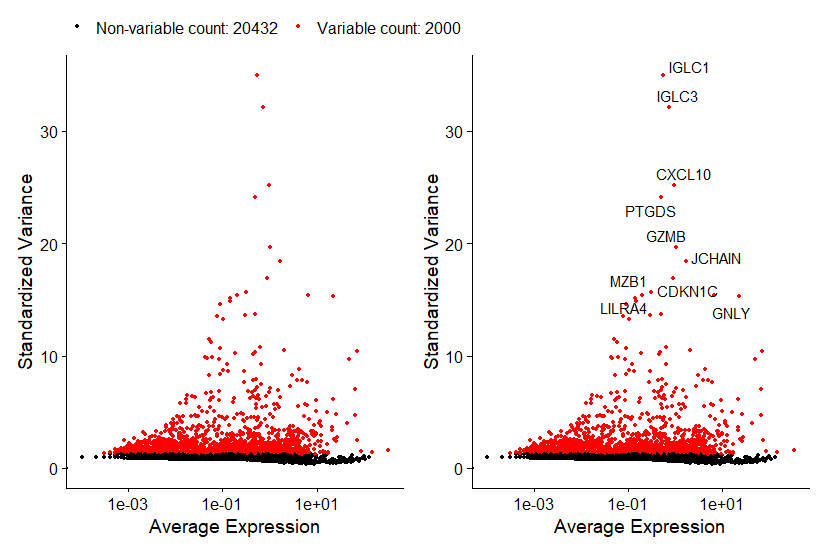 Non-variable count: 20432
Variable count: 2000
Standardized Variance
30
20
10
0
1e-03
1e-01
1e+01
Average Expression
Standardized Variance
30
20
10
0
IGLC1
IGLC3
CXCL10
PTGDS
GZMB
JCHAIN
MZB1
CDKN1C
LILRA4
GNLY
1e-03
1e-01
1e+01
Average Expression